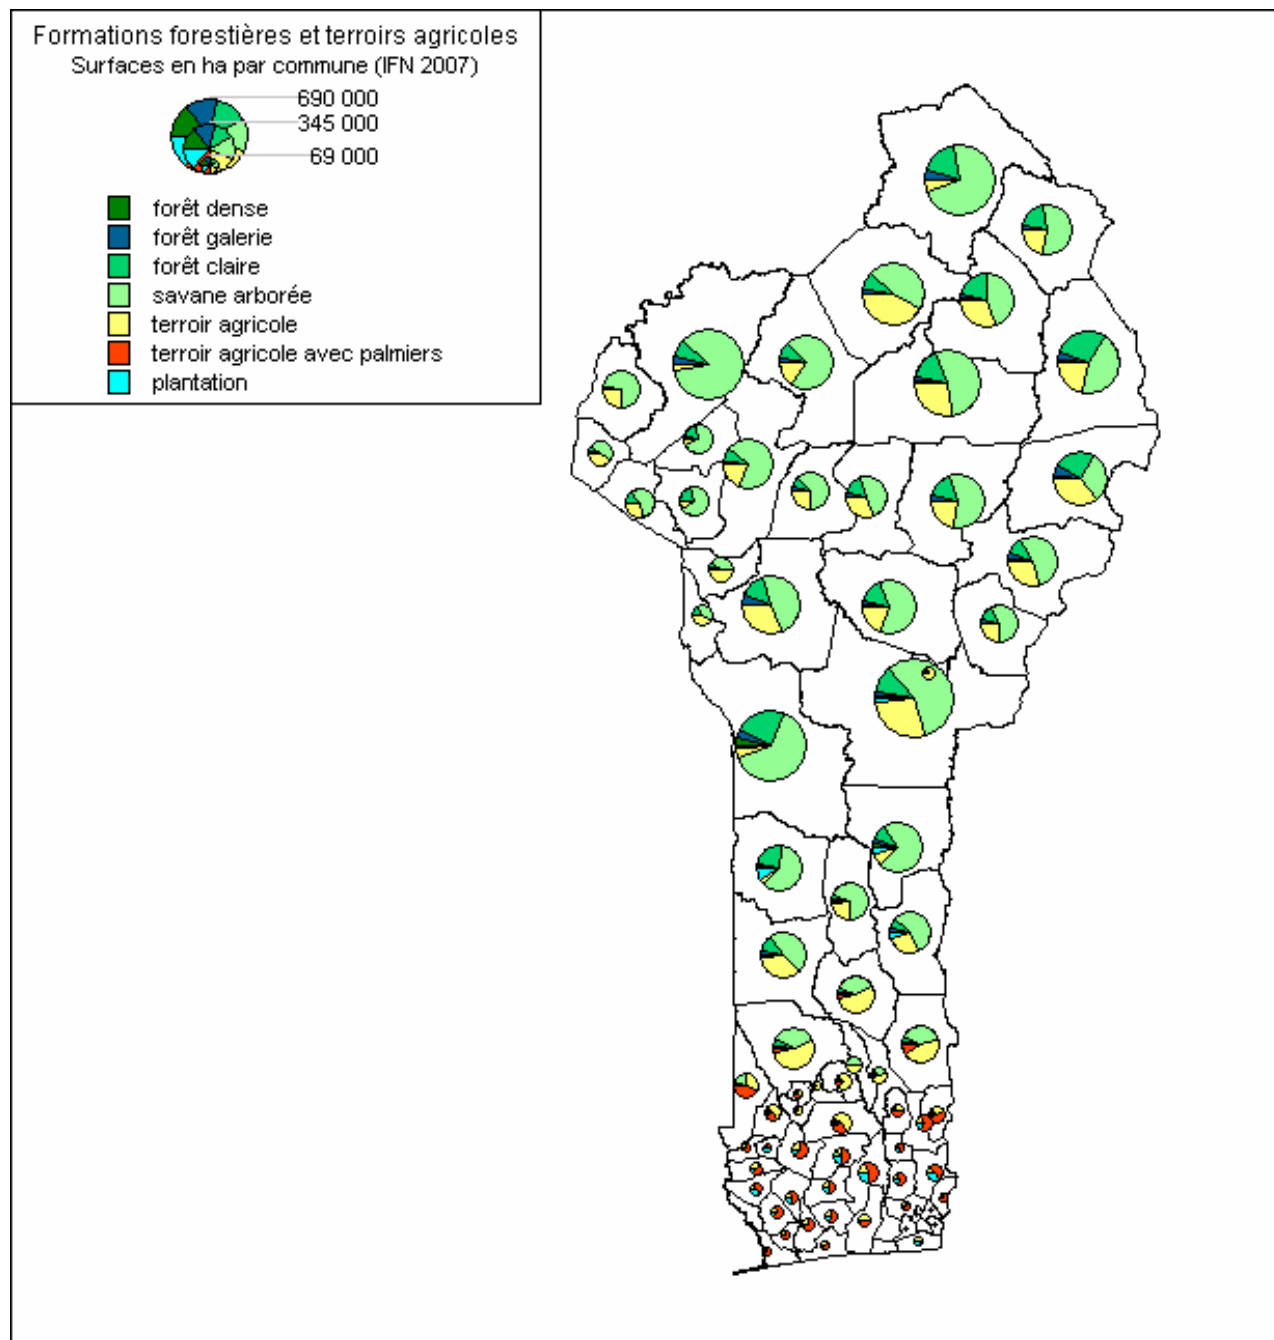 Formations forestières et terroirs agricoles
Surfaces en ha par commune (IFN 2007)
690 000
345 000
69 000
forêt dense
forêt galerie
forêt claire
savane arborée
terroir agricole
terroir agricole avec palmiers
plantation